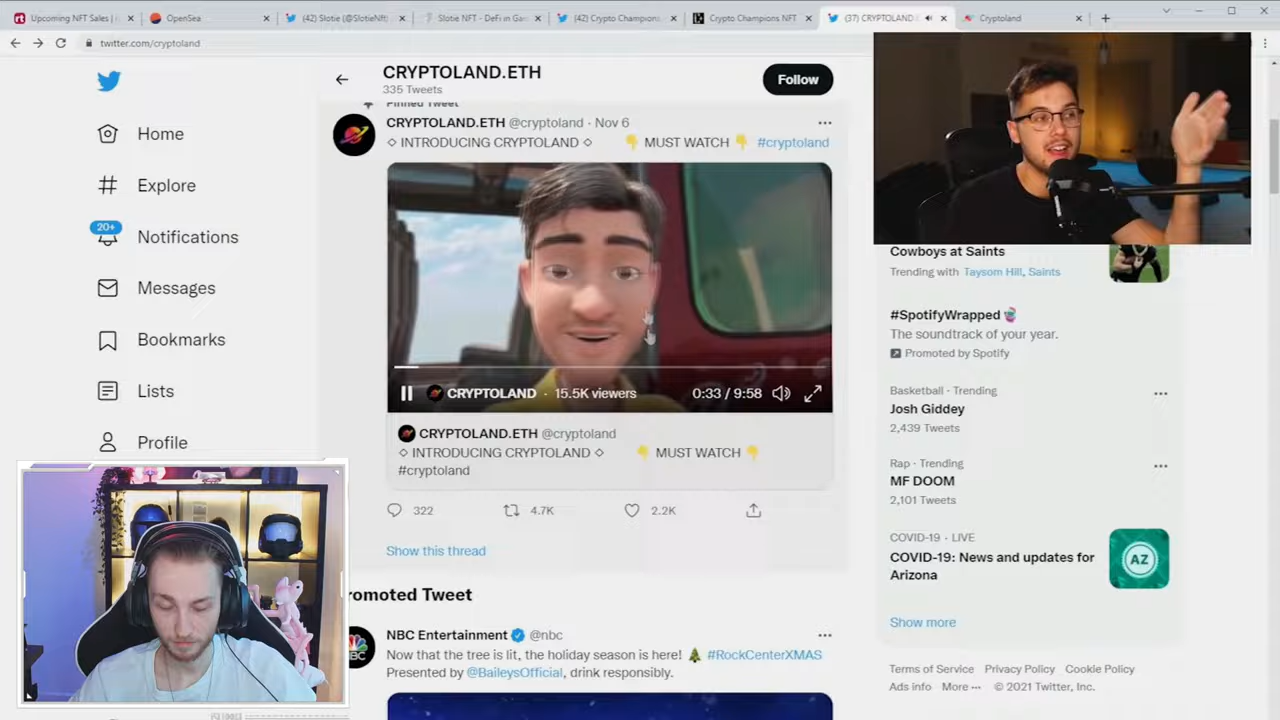 Upcoming NFT Sales |
OpenSea
(42) Slotie (@SlotieNft)
Slotie NFT - DeFi in Ga
(42) Crypto Champions
Crypto Champions NFT
(37) CRYPTOLAND.E
Cryptoland
twitter.com/cryptoland
CRYPTOLAND.ETH
335 Tweets
Follow
Home
Explore
20+
Notifications
Messages
Bookmarks
Lists
Profile
Pinned Tweet
CRYPTOLAND.ETH @cryptoland · Nov 6
◇ INTRODUCING CRYPTOLAND ◇ 👇 MUST WATCH 👇 #cryptoland
CRYPTOLAND · 15.5K viewers 0:33 / 9:58
CRYPTOLAND.ETH @cryptoland
◇ INTRODUCING CRYPTOLAND ◇ 👇 MUST WATCH 👇
#cryptoland
322 4.7K 2.2K
Show this thread
romoted Tweet
NBC Entertainment @nbc
Now that the tree is lit, the holiday season is here! 🎄 #RockCenterXMAS
Presented by @BaileysOfficial, drink responsibly.
NBC
Cowboys at Saints
Trending with Taysom Hill, Saints
#SpotifyWrapped
The soundtrack of your year.
Promoted by Spotify
Basketball · Trending
Josh Giddey
2,439 Tweets
Rap · Trending
MF DOOM
2,101 Tweets
COVID-19 · LIVE
COVID-19: News and updates for
Arizona
AZ
Show more
Terms of Service Privacy Policy Cookie Policy
Ads info More ··· © 2021 Twitter, Inc.